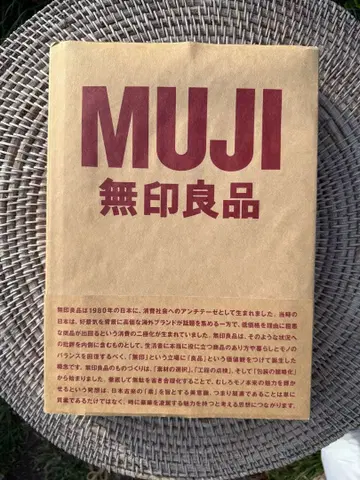 MUJI
無印良品
無印良品は1980年の日本に、消費社会へのアンチテーゼとして生まれました。当時の
日本は、好景気を背景に高価な海外ブランドが話題を集める一方で、低価格を理由に粗悪
な商品が出回るという消費の二極化が生まれていました。無印良品は、そのような状況へ
の批評を内側に含むものとして、生活者に本当に役に立つ商品のあり方や暮らしとモノの
バランスを回復するべく、「無印」という立場に「良品」という価値観をつけて誕生した
概念です。無印良品のものづくりは、「素材の選択」、「工程の点検」、そして「包装の簡略化」
から始まりました。徹底して無駄を省き合理化することで、むしろモノ本来の魅力を輝か
せるという発想は、日本古来の「素」を旨とする美意識、つまり簡素であることは単に
質素であるだけではなく、時に豪華を凌駕する魅力を持つと考える思想につながります。